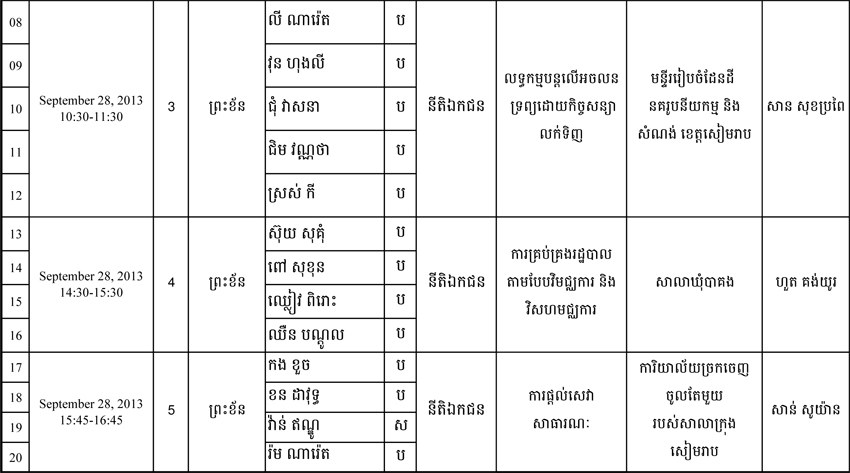 08 លី ណារ៉េត ប
09 វុន ហុងលី ប
September 28, 2013
10:30-11:30
3 ព្រះខ័ន
10 ជុំ វាសនា ប
នីតិឯកជន
លទ្ធកម្មបន្តលើអចលន
ទ្រព្យដោយកិច្ចសន្យា
លក់ទិញ
មន្ទីររៀបចំដែនដី
នគរូបនីយកម្ម និង
សំណង់ ខេត្តសៀមរាប
សាន សុខប្រពៃ
11 ជិម វណ្ណថា ប
12 ស្រស់ កី ប
13 ស៊ុយ សុគុំ ប
14 ពៅ សុខុន ប
September 28, 2013
14:30-15:30
4 ព្រះខ័ន
នីតិឯកជន
ការគ្រប់គ្រងរដ្ឋបាល
តាមបែបវិមជ្ឈការ និង
វិសហមជ្ឈការ
សាលាឃុំបាគង
ហួត គង់យូរ
15 ឈ្លៀវ ពិរោះ ប
16 ឈឺន បណ្តូល ប
17 កង ខួច ប
18 ខន ដាវុទ្ធ ប
September 28, 2013
15:45-16:45
5 ព្រះខ័ន
នីតិឯកជន
ការផ្តល់សេវា
សាធារណៈ
ការិយាល័យច្រកចេញ
ចូលតែមួយ
របស់សាលាក្រុង
សៀមរាប
សាន់ សូយ៉ាន
19 វ៉ាន់ ឥណ្ឌូ ស
20 រ៉ម ណារ៉េត ប